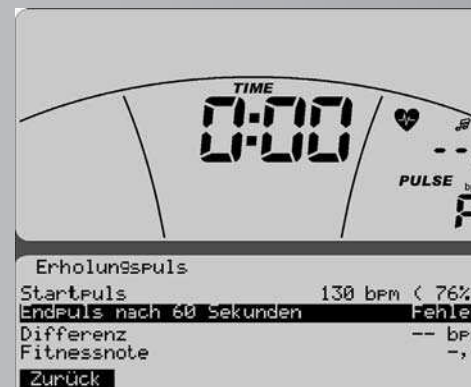 TIME
0:00
--
PULSE
Erholungspuls
Startpuls 130 bpm ( 76%
Endpuls nach 60 Sekunden Fehle
Differenz -- bp
Fitnessnote -,
Zurück